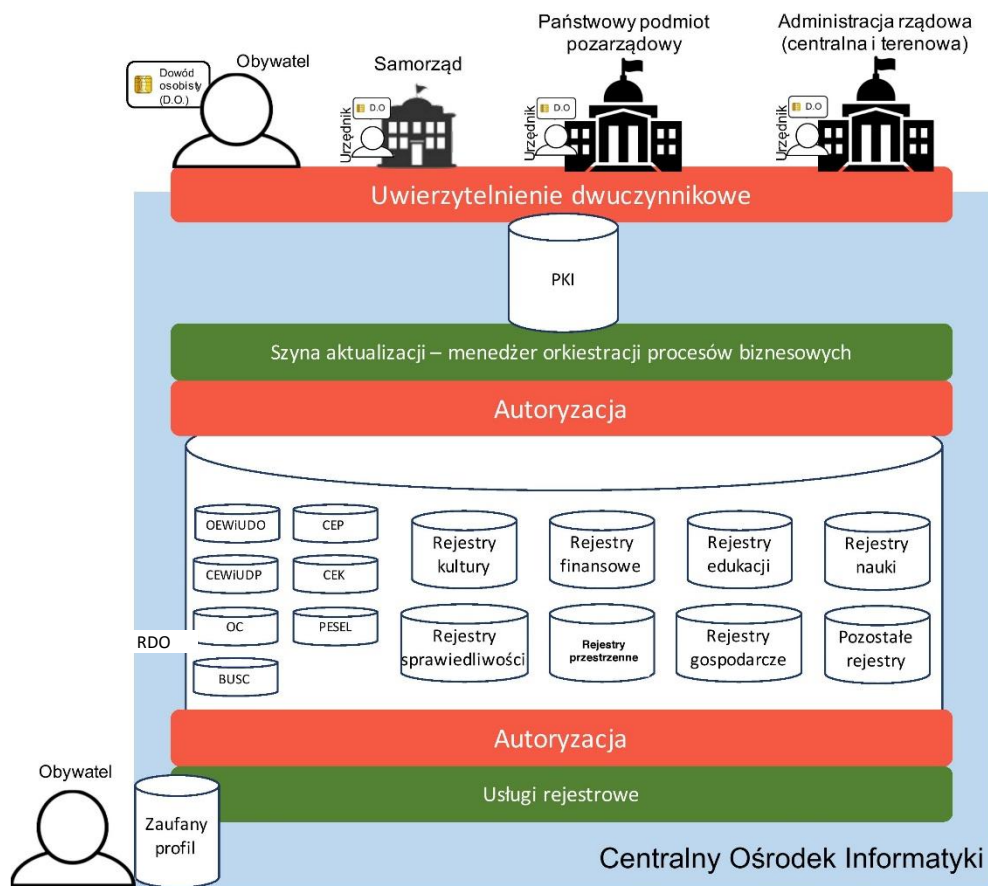 Obywatel
Dowód
osobisty
(D.O.)
Samorząd
Urzędnik
D.O
Państwowy podmiot
pozarządowy
Urzędnik
D.O
Administracja rządowa
(centralna i terenowa)
Urzędnik
D.O
Uwierzytelnienie dwuczynnikowe
PKI
Szyna aktualizacji – menedżer orkiestracji procesów biznesowych
Autoryzacja
OEWiUDO
CEP
CEWiUDP
CEK
OC
PESEL
RDO
BUSC
Rejestry
kultury
Rejestry
finansowe
Rejestry
edukacji
Rejestry
nauki
Rejestry
sprawiedliwości
Rejestry
przestrzenne
Rejestry
gospodarcze
Pozostałe
rejestry
Autoryzacja
Usługi rejestrowe
Obywatel
Zaufany
profil
Centralny Ośrodek Informatyki